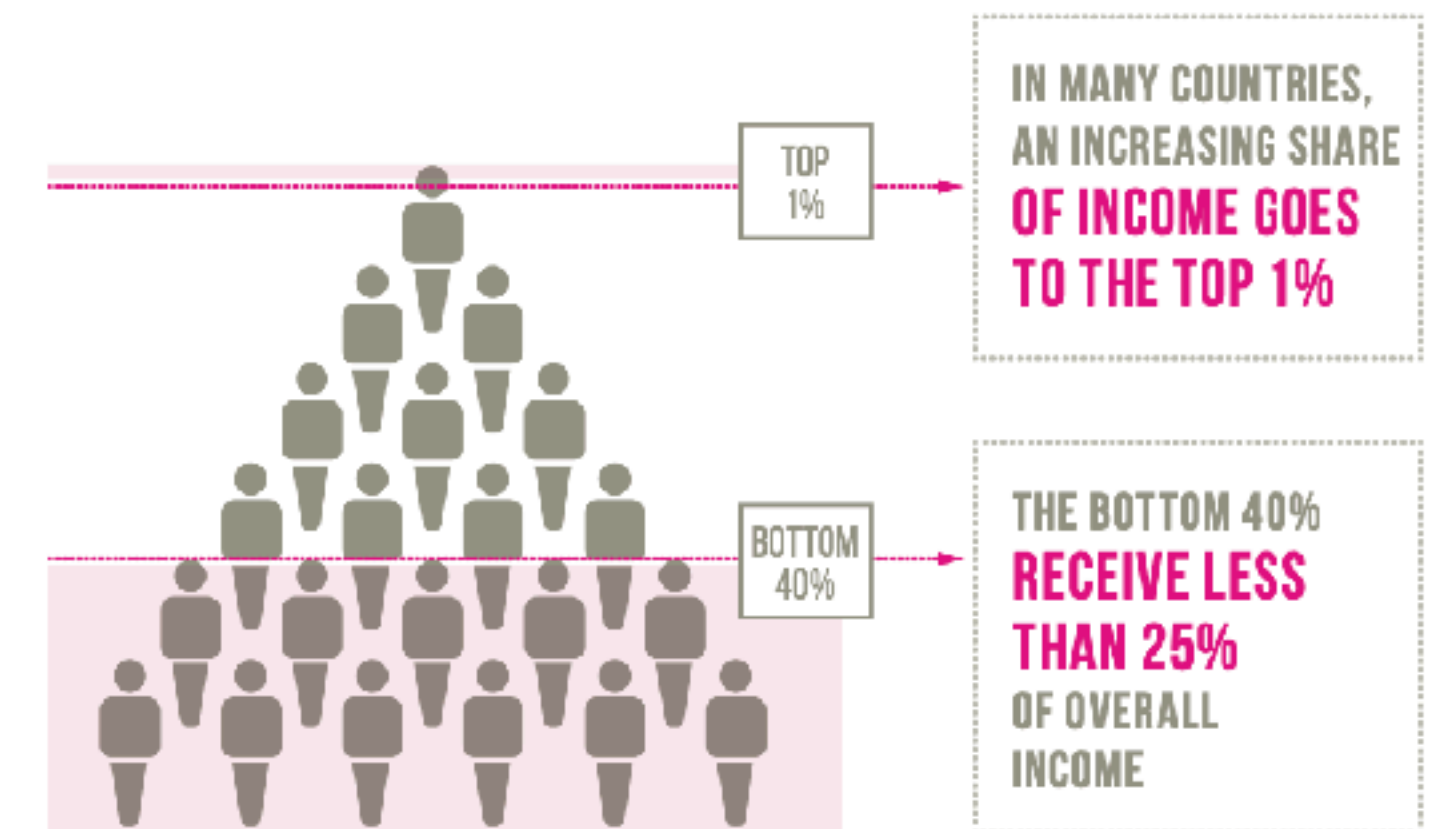 TOP
1%
IN MANY COUNTRIES,
AN INCREASING SHARE
OF INCOME GOES
TO THE TOP 1%
BOTTOM
40%
THE BOTTOM 40%
RECEIVE LESS
THAN 25%
OF OVERALL
INCOME